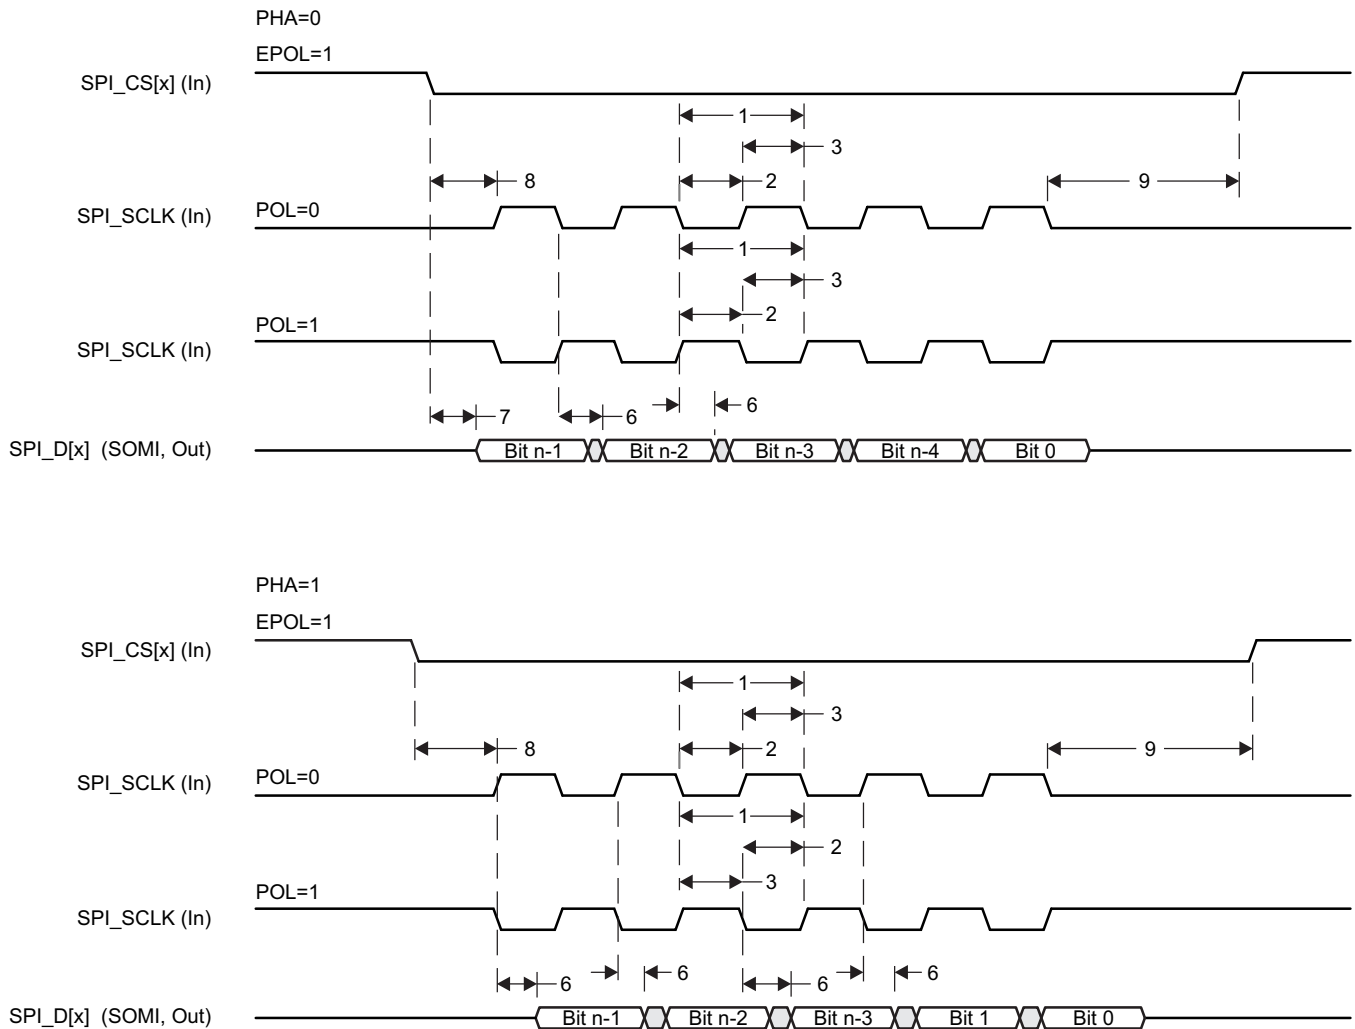 PHA=0
EPOL=1
SPI_CS[x] (In)
1
3
8
2
9
SPI_SCLK (In)
POL=0
1
3
2
POL=1
SPI_SCLK (In)
7
6
6
SPI_D[x] (SOMI, Out)
Bit n-1
Bit n-2
Bit n-3
Bit n-4
Bit 0
PHA=1
EPOL=1
SPI_CS[x] (In)
1
3
8
2
9
SPI_SCLK (In)
POL=0
1
2
3
POL=1
SPI_SCLK (In)
6
6
6
6
SPI_D[x] (SOMI, Out)
Bit n-1
Bit n-2
Bit n-3
Bit 1
Bit 0